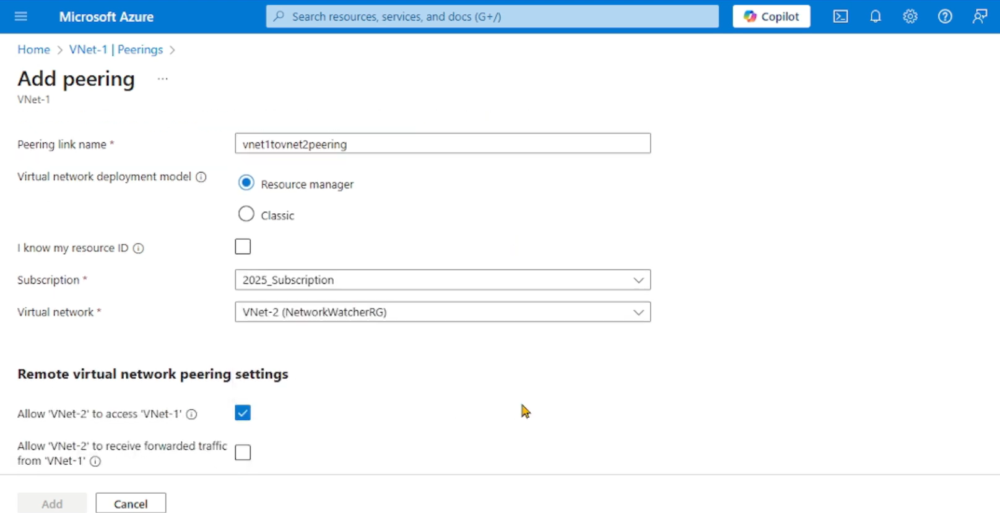 Microsoft Azure
Search resources, services, and docs (G+/)
Copilot
Home > VNet-1 | Peerings >
Add peering ...
VNet-1
Peering link name * vnet1tovnet2peering
Virtual network deployment model
Resource manager
Classic
I know my resource ID
Subscription * 2025_Subscription
Virtual network * VNet-2 (NetworkWatcherRG)
Remote virtual network peering settings
Allow 'VNet-2' to access 'VNet-1'
Allow 'VNet-2' to receive forwarded traffic
from 'VNet-1'
Add Cancel